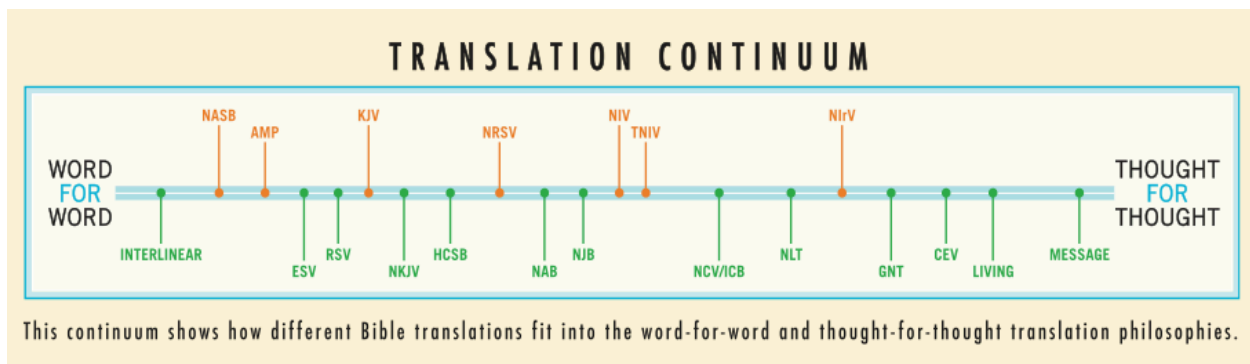 TRANSLATION CONTINUUM
NASB
AMP
KJV
NRSV
NIV
TNIV
NIrV
WORD
FOR
WORD
THOUGHT
FOR
THOUGHT
INTERLINEAR
ESV
RSV
NKJV
HCSB
NAB
NJB
NCV/ICB
NLT
GNT
CEV
LIVING
MESSAGE
This continuum shows how different Bible translations fit into the word-for-word and thought-for-thought translation philosophies.